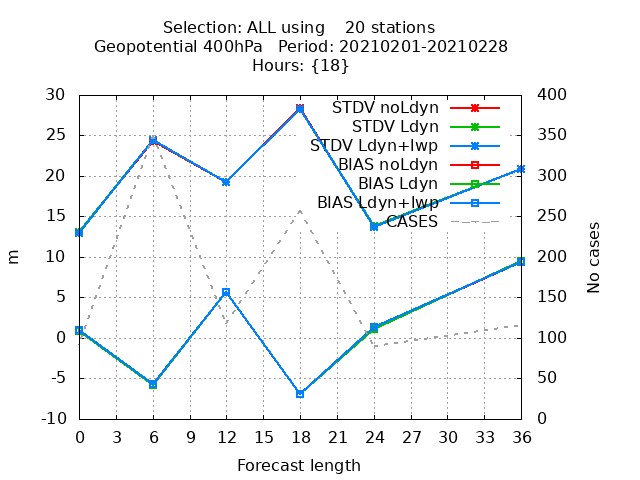 Selection: ALL using    20 stations
Geopotential 400hPa   Period: 20210201-20210228
Hours: {18}
30 400
25 350
20 300
15 250
10 200
5 150
0 100
-5 50
-10 0
STDV noLdyn
STDV Ldyn
STDV Ldyn+lwp
BIAS noLdyn
BIAS Ldyn
BIAS Ldyn+lwp
CASES
m
No cases
0 3 6 9 12 15 18 21 24 27 30 33 36
Forecast length